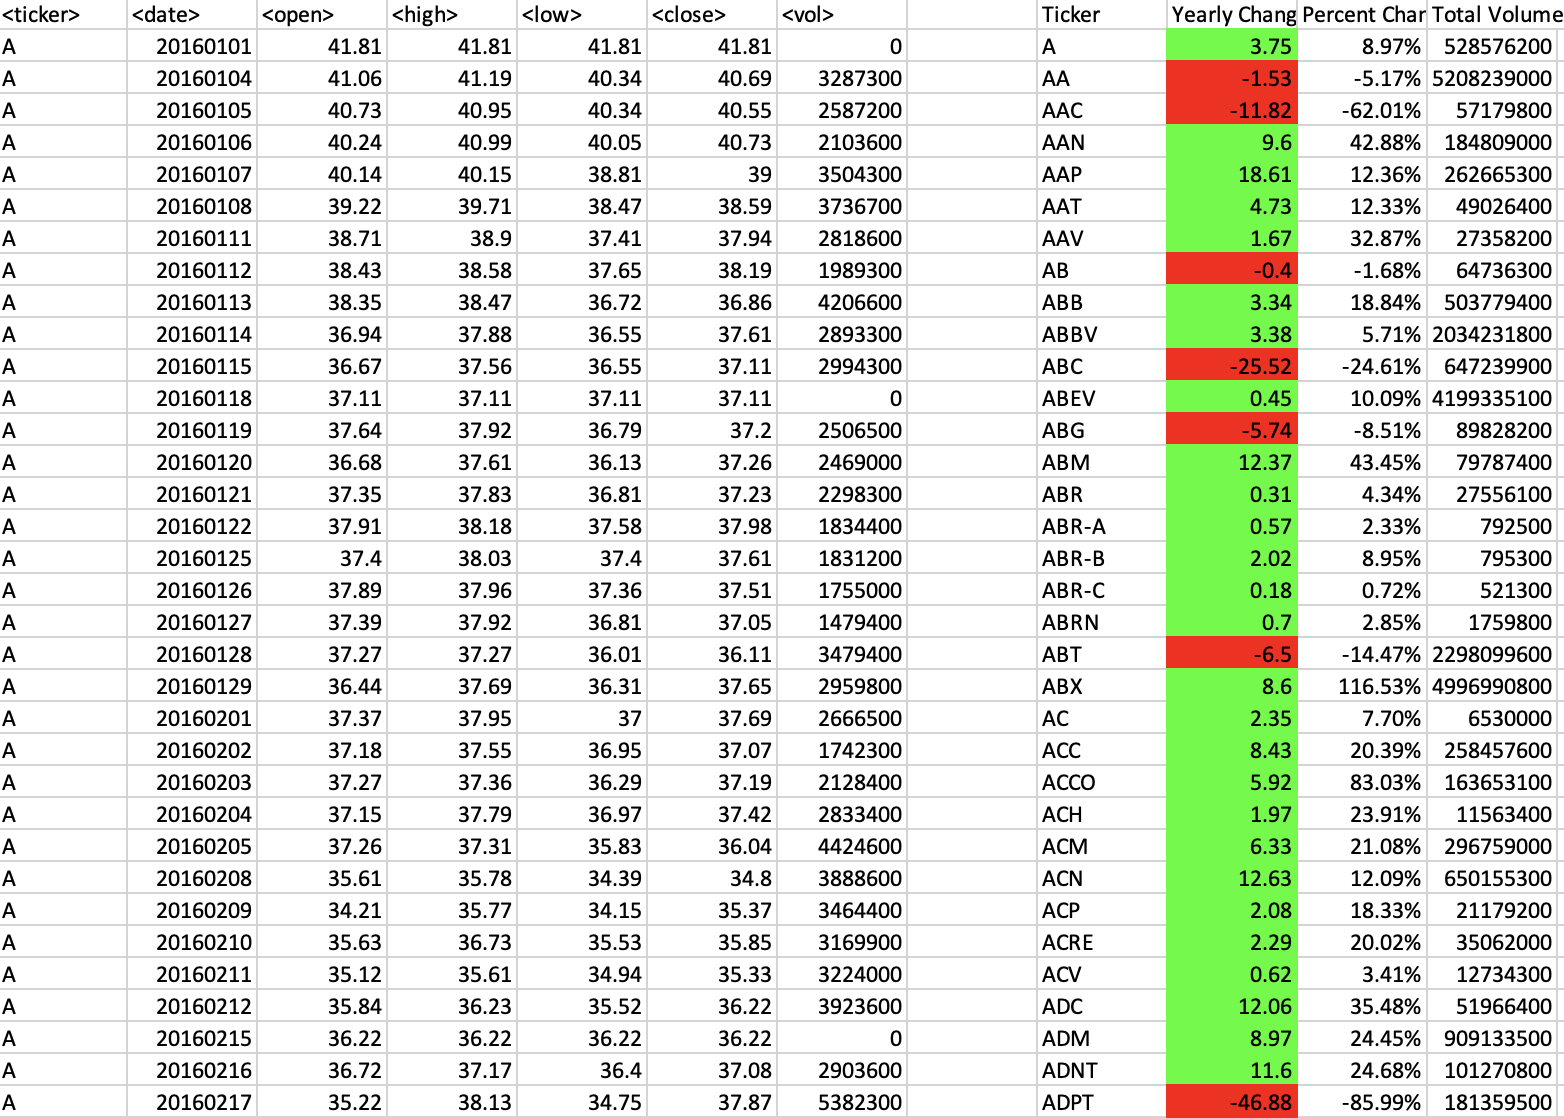 <ticker> <date> <open> <high> <low> <close> <vol> Ticker Yearly Chang Percent Char Total Volume
A 20160101 41.81 41.81 41.81 41.81 0 A 3.75 8.97% 528576200
A 20160104 41.06 41.19 40.34 40.69 3287300 AA -1.53 -5.17% 5208239000
A 20160105 40.73 40.95 40.34 40.55 2587200 AAC -11.82 -62.01% 57179800
A 20160106 40.24 40.99 40.05 40.73 2103600 AAN 9.6 42.88% 184809000
A 20160107 40.14 40.15 38.81 39 3504300 AAP 18.61 12.36% 262665300
A 20160108 39.22 39.71 38.47 38.59 3736700 AAT 4.73 12.33% 49026400
A 20160111 38.71 38.9 37.41 37.94 2818600 AAV 1.67 32.87% 27358200
A 20160112 38.43 38.58 37.65 38.19 1989300 AB -0.4 -1.68% 64736300
A 20160113 38.35 38.47 36.72 36.86 4206600 ABB 3.34 18.84% 503779400
A 20160114 36.94 37.88 36.55 37.61 2893300 ABBV 3.38 5.71% 2034231800
A 20160115 36.67 37.56 36.55 37.11 2994300 ABC -25.52 -24.61% 647239900
A 20160118 37.11 37.11 37.11 37.11 0 ABEV 0.45 10.09% 4199335100
A 20160119 37.64 37.92 36.79 37.2 2506500 ABG -5.74 -8.51% 89828200
A 20160120 36.68 37.61 36.13 37.26 2469000 ABM 12.37 43.45% 79787400
A 20160121 37.35 37.83 36.81 37.23 2298300 ABR 0.31 4.34% 27556100
A 20160122 37.91 38.18 37.58 37.98 1834400 ABR-A 0.57 2.33% 792500
A 20160125 37.4 38.03 37.4 37.61 1831200 ABR-B 2.02 8.95% 795300
A 20160126 37.89 37.96 37.36 37.51 1755000 ABR-C 0.18 0.72% 521300
A 20160127 37.39 37.92 36.81 37.05 1479400 ABRN 0.7 2.85% 1759800
A 20160128 37.27 37.27 36.01 36.11 3479400 ABT -6.5 -14.47% 2298099600
A 20160129 36.44 37.69 36.31 37.65 2959800 ABX 8.6 116.53% 4996990800
A 20160201 37.37 37.95 37 37.69 2666500 AC 2.35 7.70% 6530000
A 20160202 37.18 37.55 36.95 37.07 1742300 ACC 8.43 20.39% 258457600
A 20160203 37.27 37.36 36.29 37.19 2128400 ACCO 5.92 83.03% 163653100
A 20160204 37.15 37.79 36.97 37.42 2833400 ACH 1.97 23.91% 11563400
A 20160205 37.26 37.31 35.83 36.04 4424600 ACM 6.33 21.08% 296759000
A 20160208 35.61 35.78 34.39 34.8 3888600 ACN 12.63 12.09% 650155300
A 20160209 34.21 35.77 34.15 35.37 3464400 ACP 2.08 18.33% 21179200
A 20160210 35.63 36.73 35.53 35.85 3169900 ACRE 2.29 20.02% 35062000
A 20160211 35.12 35.61 34.94 35.33 3224000 ACV 0.62 3.41% 12734300
A 20160212 35.84 36.23 35.52 36.22 3923600 ADC 12.06 35.48% 51966400
A 20160215 36.22 36.22 36.22 36.22 0 ADM 8.97 24.45% 909133500
A 20160216 36.72 37.17 36.4 37.08 2903600 ADNT 11.6 24.68% 101270800
A 20160217 35.22 38.13 34.75 37.87 5382300 ADPT -46.88 -85.99% 181359500